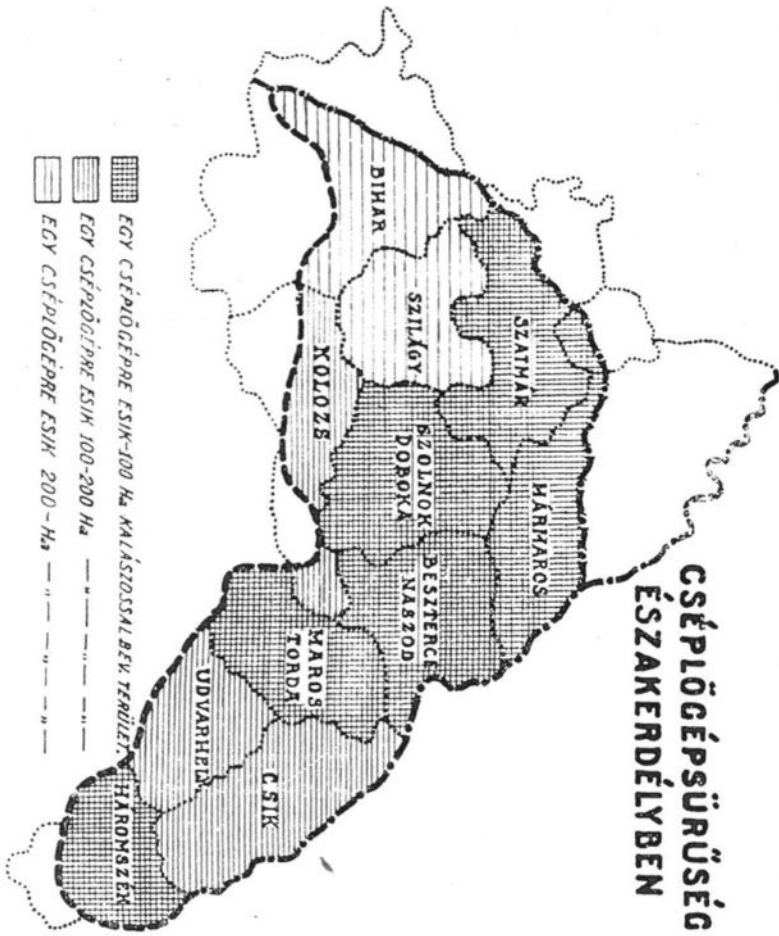 CSÉPLŐGÉPSŰRŰSÉG
ÉSZAKERDÉLYBEN
BIHAR
SZILÁGY
SZATMÁR
KOLOZS
SZOLNOK
DOBOKA
MÁRMAROS
BESZTERCE
NASZÓD
MAROS
TORDA
UDVARHELY
CSIK
HÁROMSZÉK
EGY CSÉPLŐGÉPRE ESIK-100 Ha KALÁSZOSSAL BEV. TERÜLET.
EGY CSÉPLŐGÉPRE ESIK 100-200 Ha — „ — „ — „ —
EGY CSÉPLŐGÉPRE ESIK 200- Ha — „ — „ — „ —